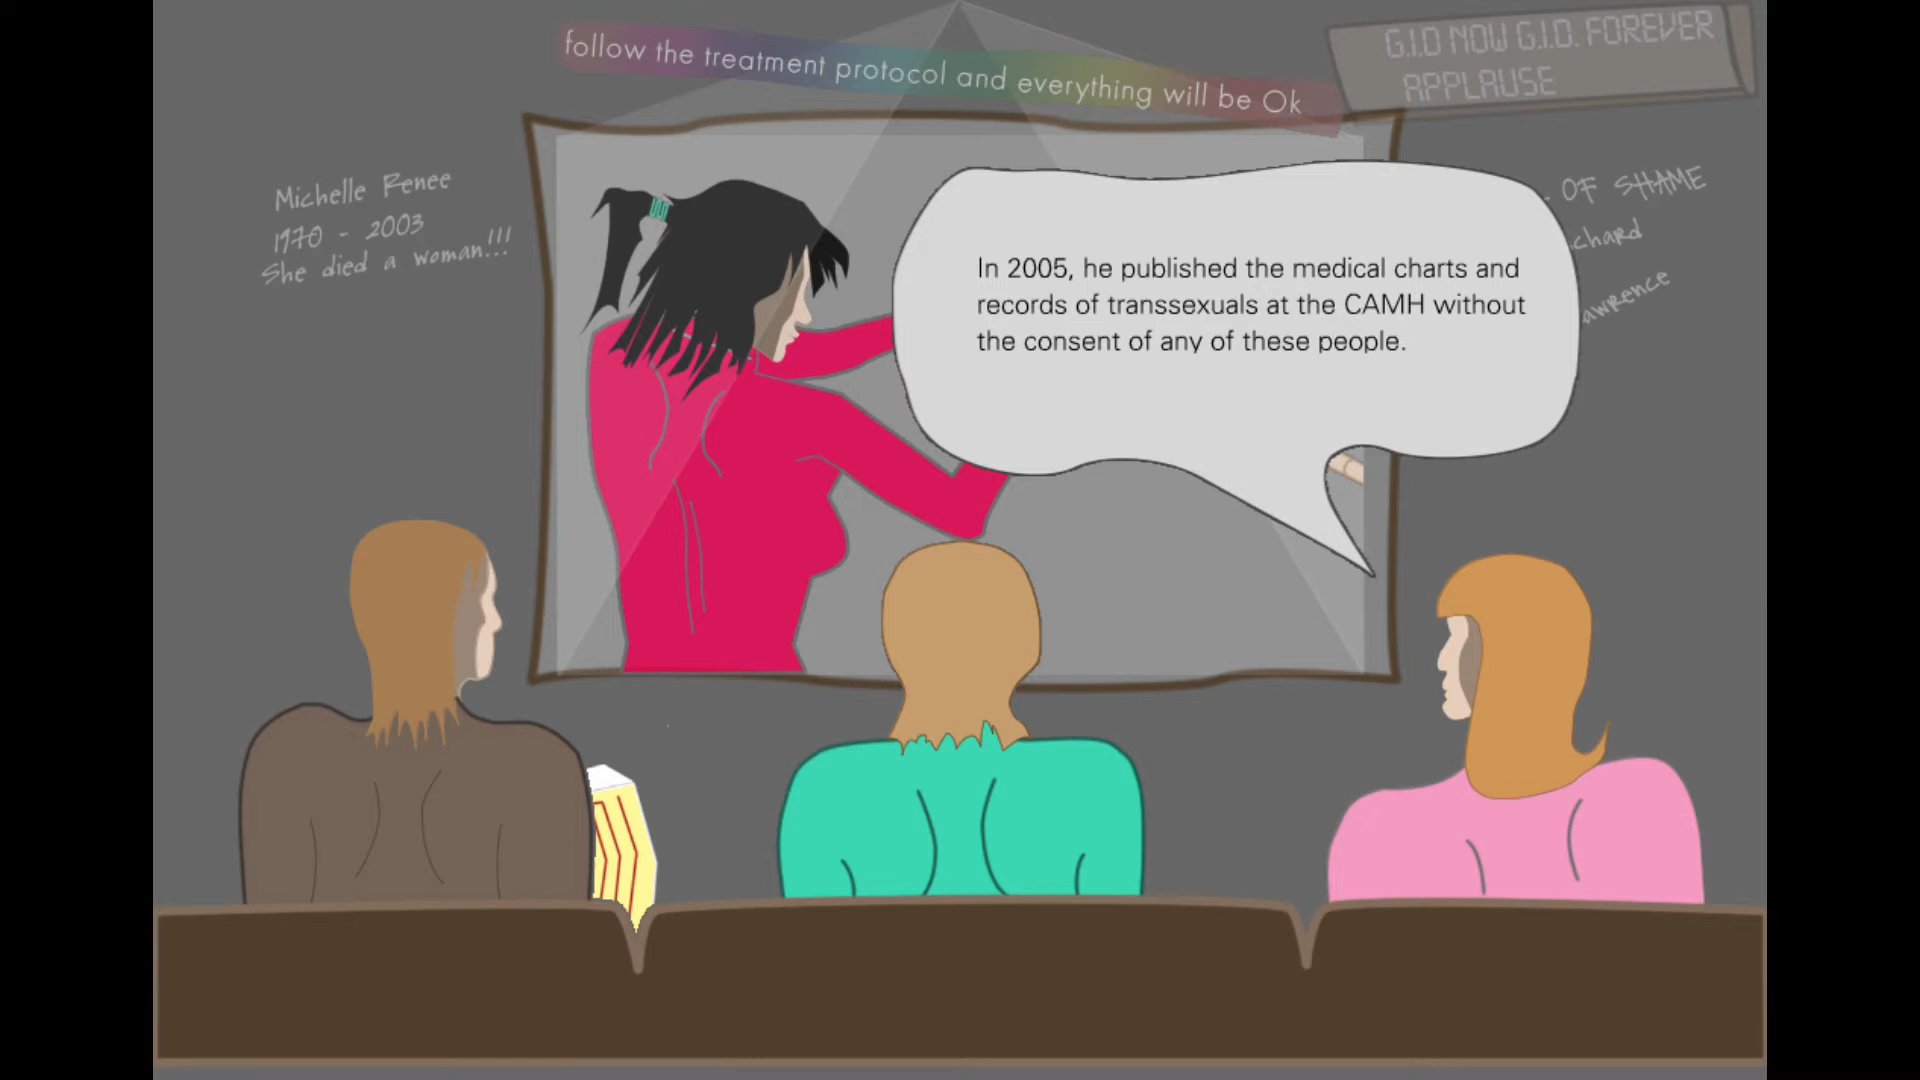 follow the treatment protocol and everything will be Ok
G.I.D NOW G.I.D. FOREVER
APPLAUSE
Michelle Renee
1970 - 2003
She died a woman!!!
In 2005, he published the medical charts and
records of transsexuals at the CAMH without
the consent of any of these people.
OF SHAME
chard
awrence